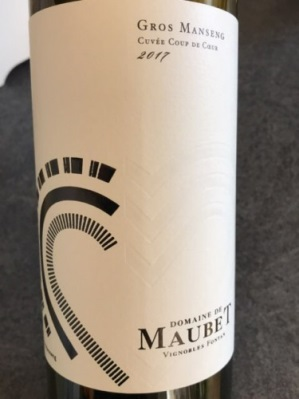 GROS MANSENG
CUVÉE COUP DE CŒUR
2017
DOMAINE DE
MAUBET
VIGNOBLES FONTAN